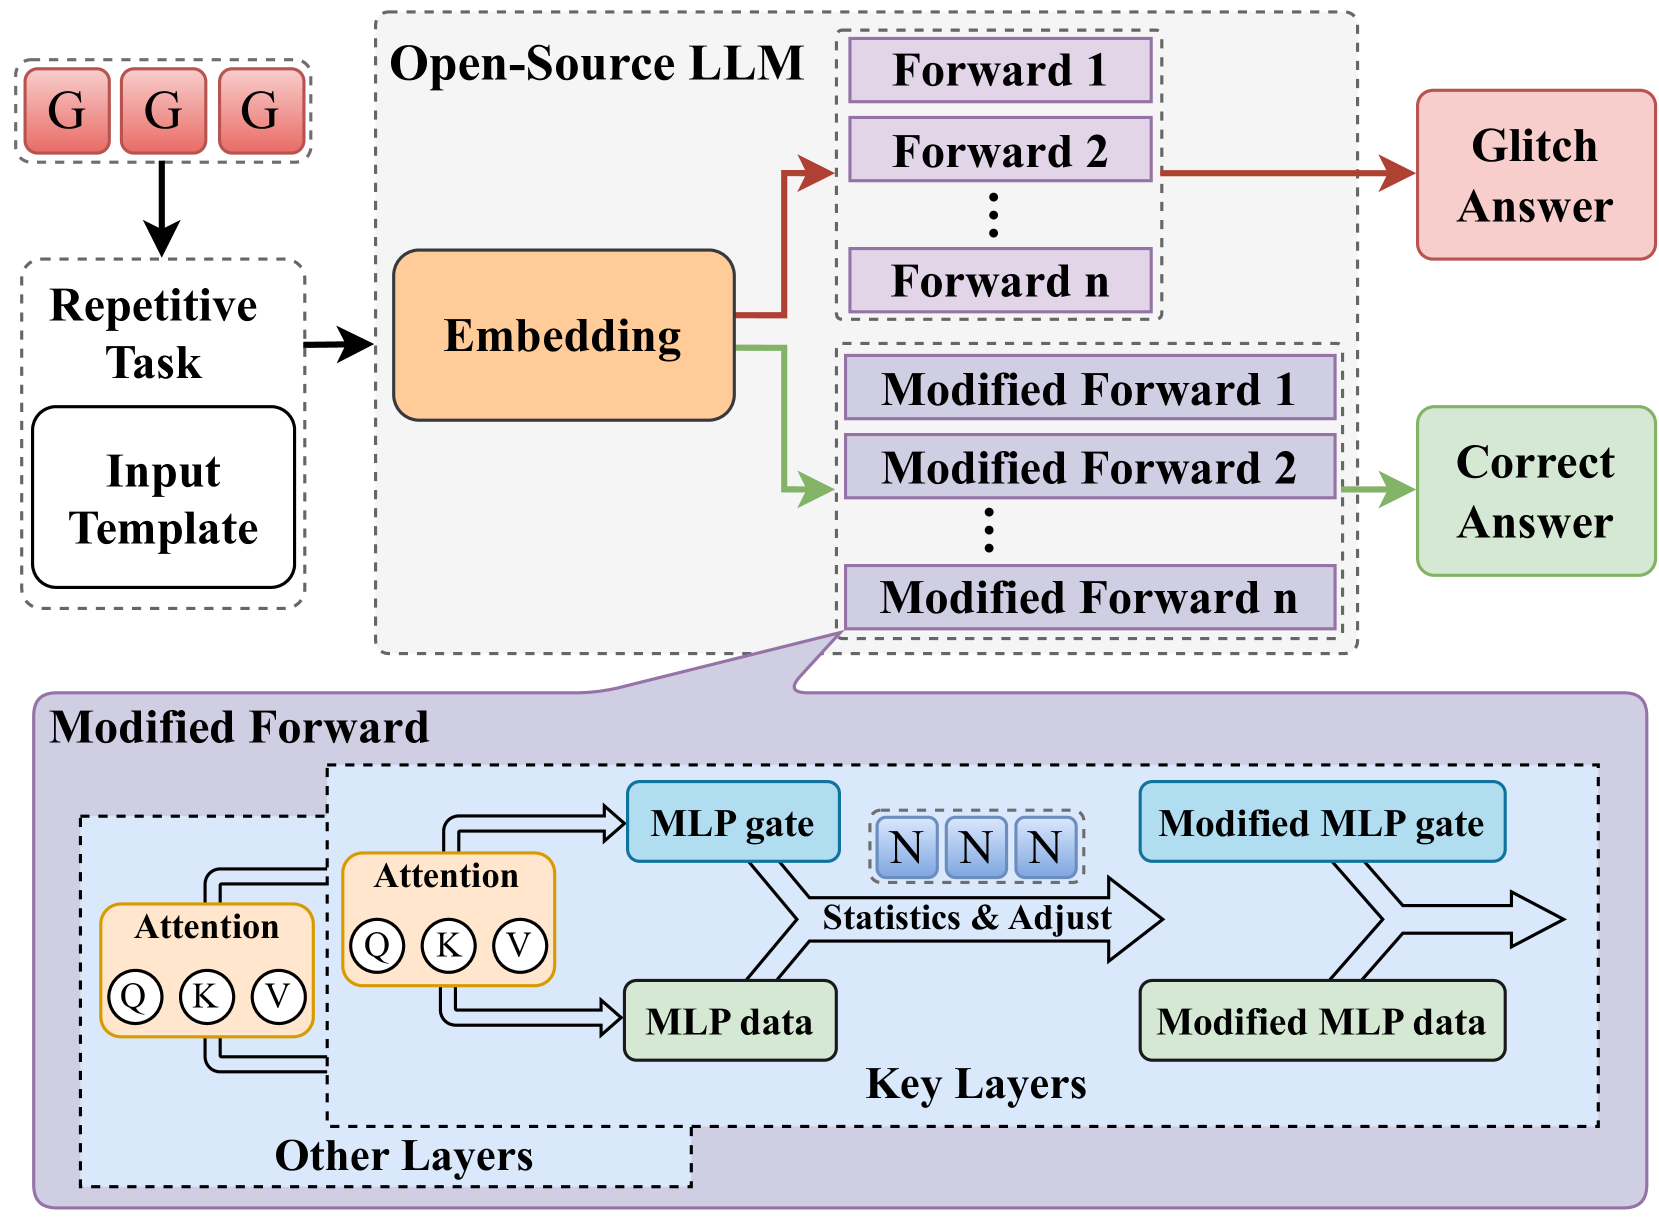 G G G
Repetitive
Task
Input
Template
Open-Source LLM
Embedding
Forward 1
Forward 2
Forward n
Modified Forward 1
Modified Forward 2
Modified Forward n
Glitch
Answer
Correct
Answer
Modified Forward
Attention
Q K V
Other Layers
Attention
Q K V
MLP gate
MLP data
N N N
Statistics & Adjust
Modified MLP gate
Modified MLP data
Key Layers